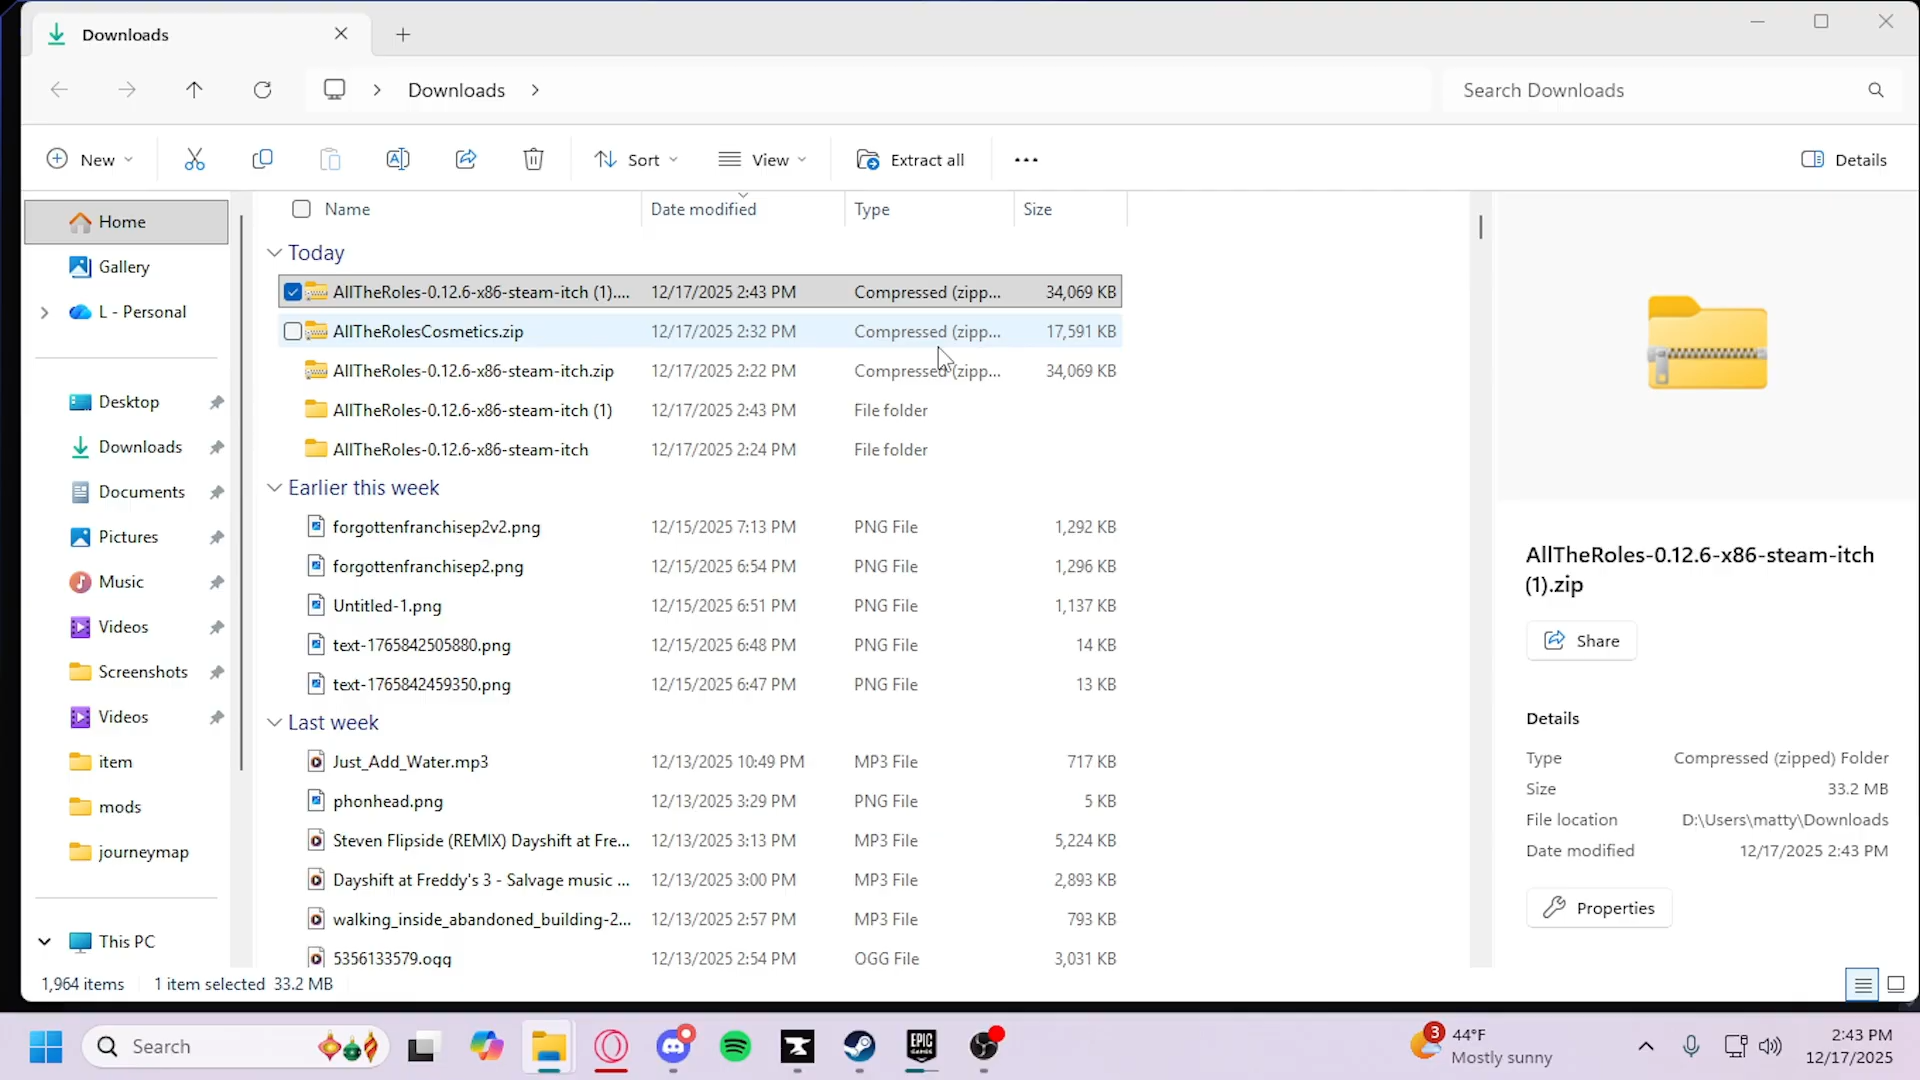 Downloads
Downloads
Search Downloads
New
Sort
View
Extract all
Details
Home
Gallery
L - Personal
Desktop
Downloads
Documents
Pictures
Music
Videos
Screenshots
Videos
item
mods
journeymap
This PC
Name Date modified Type Size
Today
AllTheRoles-0.12.6-x86-steam-itch (1).... 12/17/2025 2:43 PM Compressed (zipp... 34,069 KB
AllTheRolesCosmetics.zip 12/17/2025 2:32 PM Compressed (zipp... 17,591 KB
AllTheRoles-0.12.6-x86-steam-itch.zip 12/17/2025 2:22 PM Compressed (zipp... 34,069 KB
AllTheRoles-0.12.6-x86-steam-itch (1) 12/17/2025 2:43 PM File folder
AllTheRoles-0.12.6-x86-steam-itch 12/17/2025 2:24 PM File folder
Earlier this week
forgottenfranchisep2v2.png 12/15/2025 7:13 PM PNG File 1,292 KB
forgottenfranchisep2.png 12/15/2025 6:54 PM PNG File 1,296 KB
Untitled-1.png 12/15/2025 6:51 PM PNG File 1,137 KB
text-1765842505880.png 12/15/2025 6:48 PM PNG File 14 KB
text-1765842459350.png 12/15/2025 6:47 PM PNG File 13 KB
Last week
Just_Add_Water.mp3 12/13/2025 10:49 PM MP3 File 717 KB
phonhead.png 12/13/2025 3:29 PM PNG File 5 KB
Steven Flipside (REMIX) Dayshift at Fre... 12/13/2025 3:13 PM MP3 File 5,224 KB
Dayshift at Freddy's 3 - Salvage music ... 12/13/2025 3:00 PM MP3 File 2,893 KB
walking_inside_abandoned_building-2... 12/13/2025 2:57 PM MP3 File 793 KB
5356133579.ogg 12/13/2025 2:54 PM OGG File 3,031 KB
AllTheRoles-0.12.6-x86-steam-itch
(1).zip
Share
Details
Type Compressed (zipped) Folder
Size 33.2 MB
File location D:\Users\matty\Downloads
Date modified 12/17/2025 2:43 PM
Properties
1,964 items 1 item selected 33.2 MB
Search
EPIC
GAMES
3
44°F
Mostly sunny
2:43 PM
12/17/2025